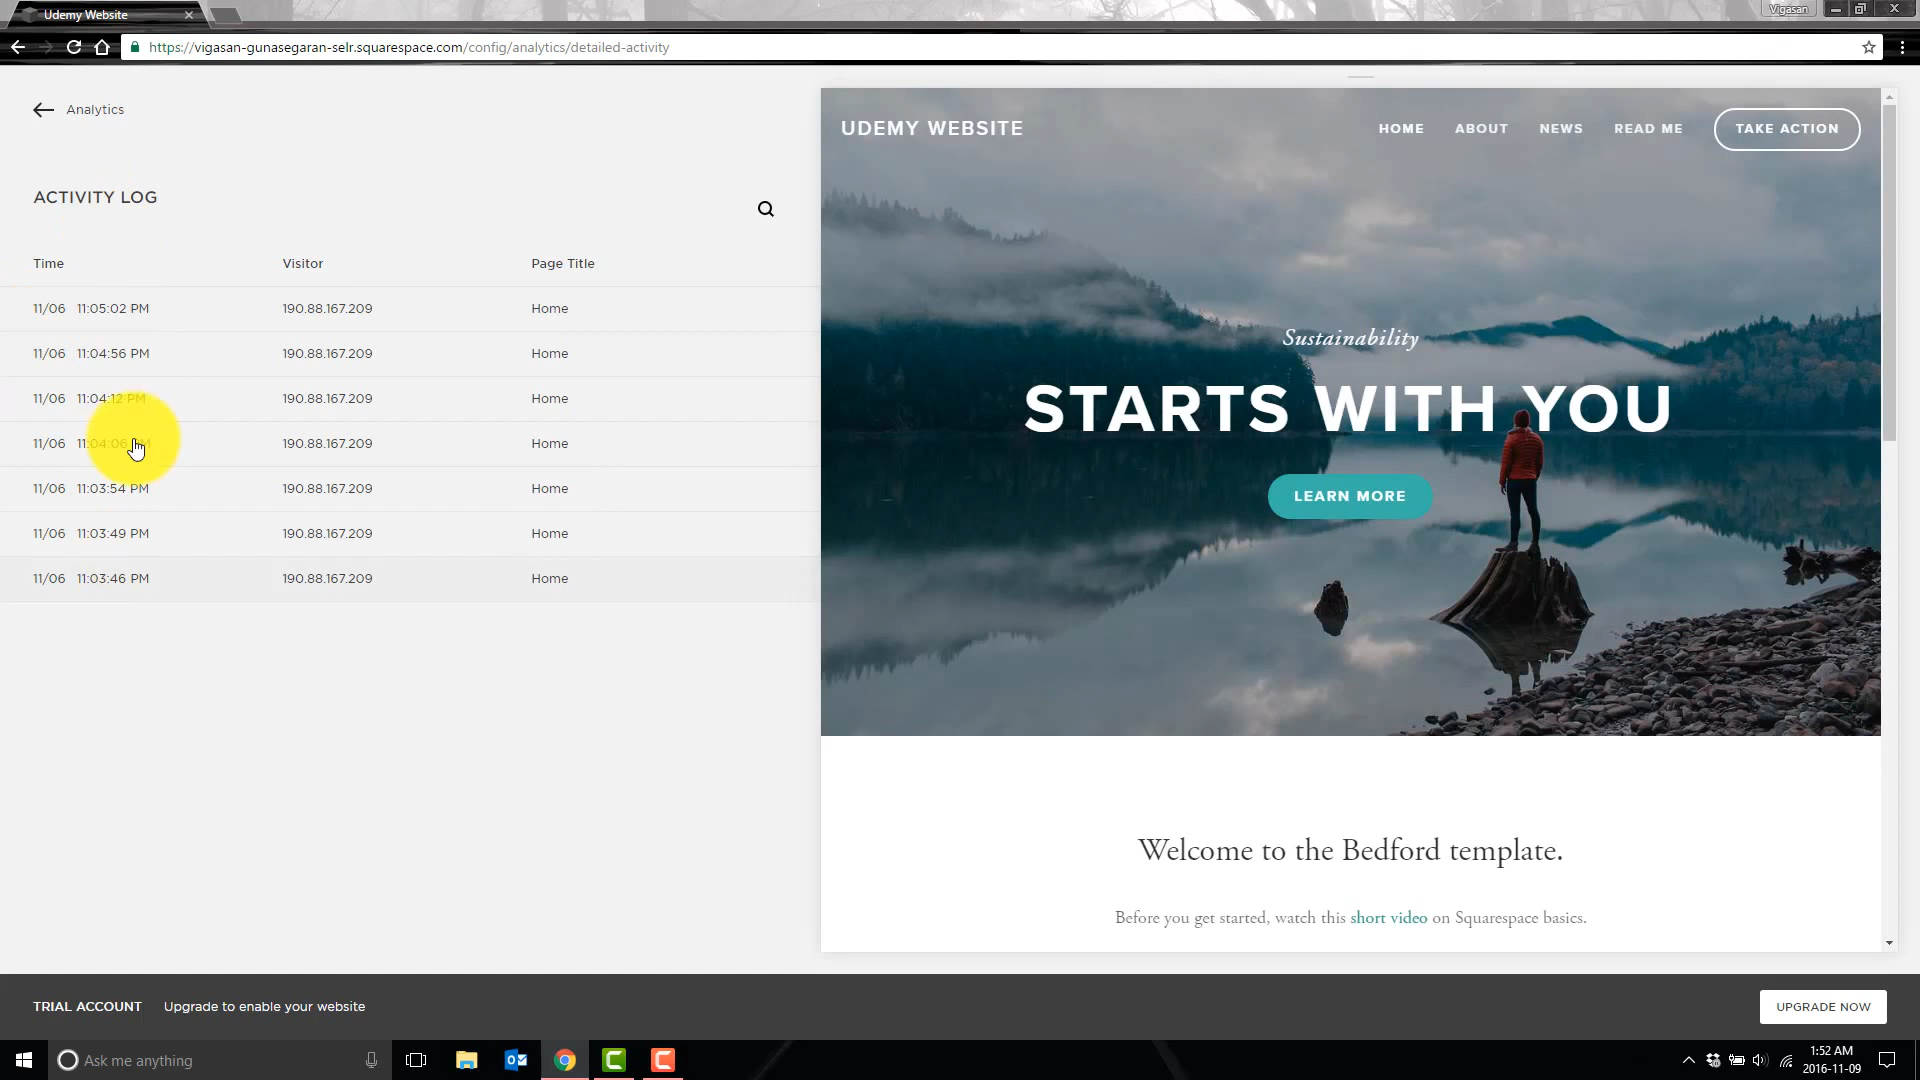 Udemy Website
Vigasan
https://vigasan-gunasegaran-selr.squarespace.com/config/analytics/detailed-activity
Analytics
ACTIVITY LOG
Time Visitor Page Title
11/06 11:05:02 PM 190.88.167.209 Home
11/06 11:04:56 PM 190.88.167.209 Home
11/06 11:04:12 PM 190.88.167.209 Home
11/06 11:04:06 PM 190.88.167.209 Home
11/06 11:03:54 PM 190.88.167.209 Home
11/06 11:03:49 PM 190.88.167.209 Home
11/06 11:03:46 PM 190.88.167.209 Home
UDEMY WEBSITE HOME ABOUT NEWS READ ME TAKE ACTION
Sustainability
STARTS WITH YOU
LEARN MORE
Welcome to the Bedford template.
Before you get started, watch this short video on Squarespace basics.
TRIAL ACCOUNT Upgrade to enable your website UPGRADE NOW
Ask me anything
1:52 AM
2016-11-09